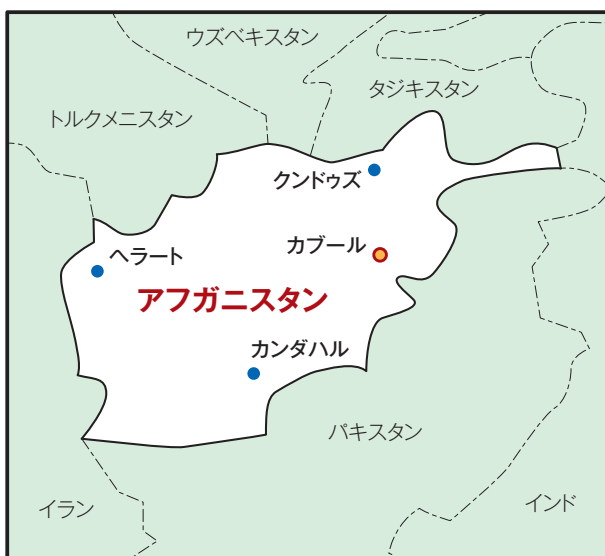 ウズベキスタン
タジキスタン
トルクメニスタン
クンドゥズ
カブール
ヘラート
アフガニスタン
カンダハル
パキスタン
イラン
インド